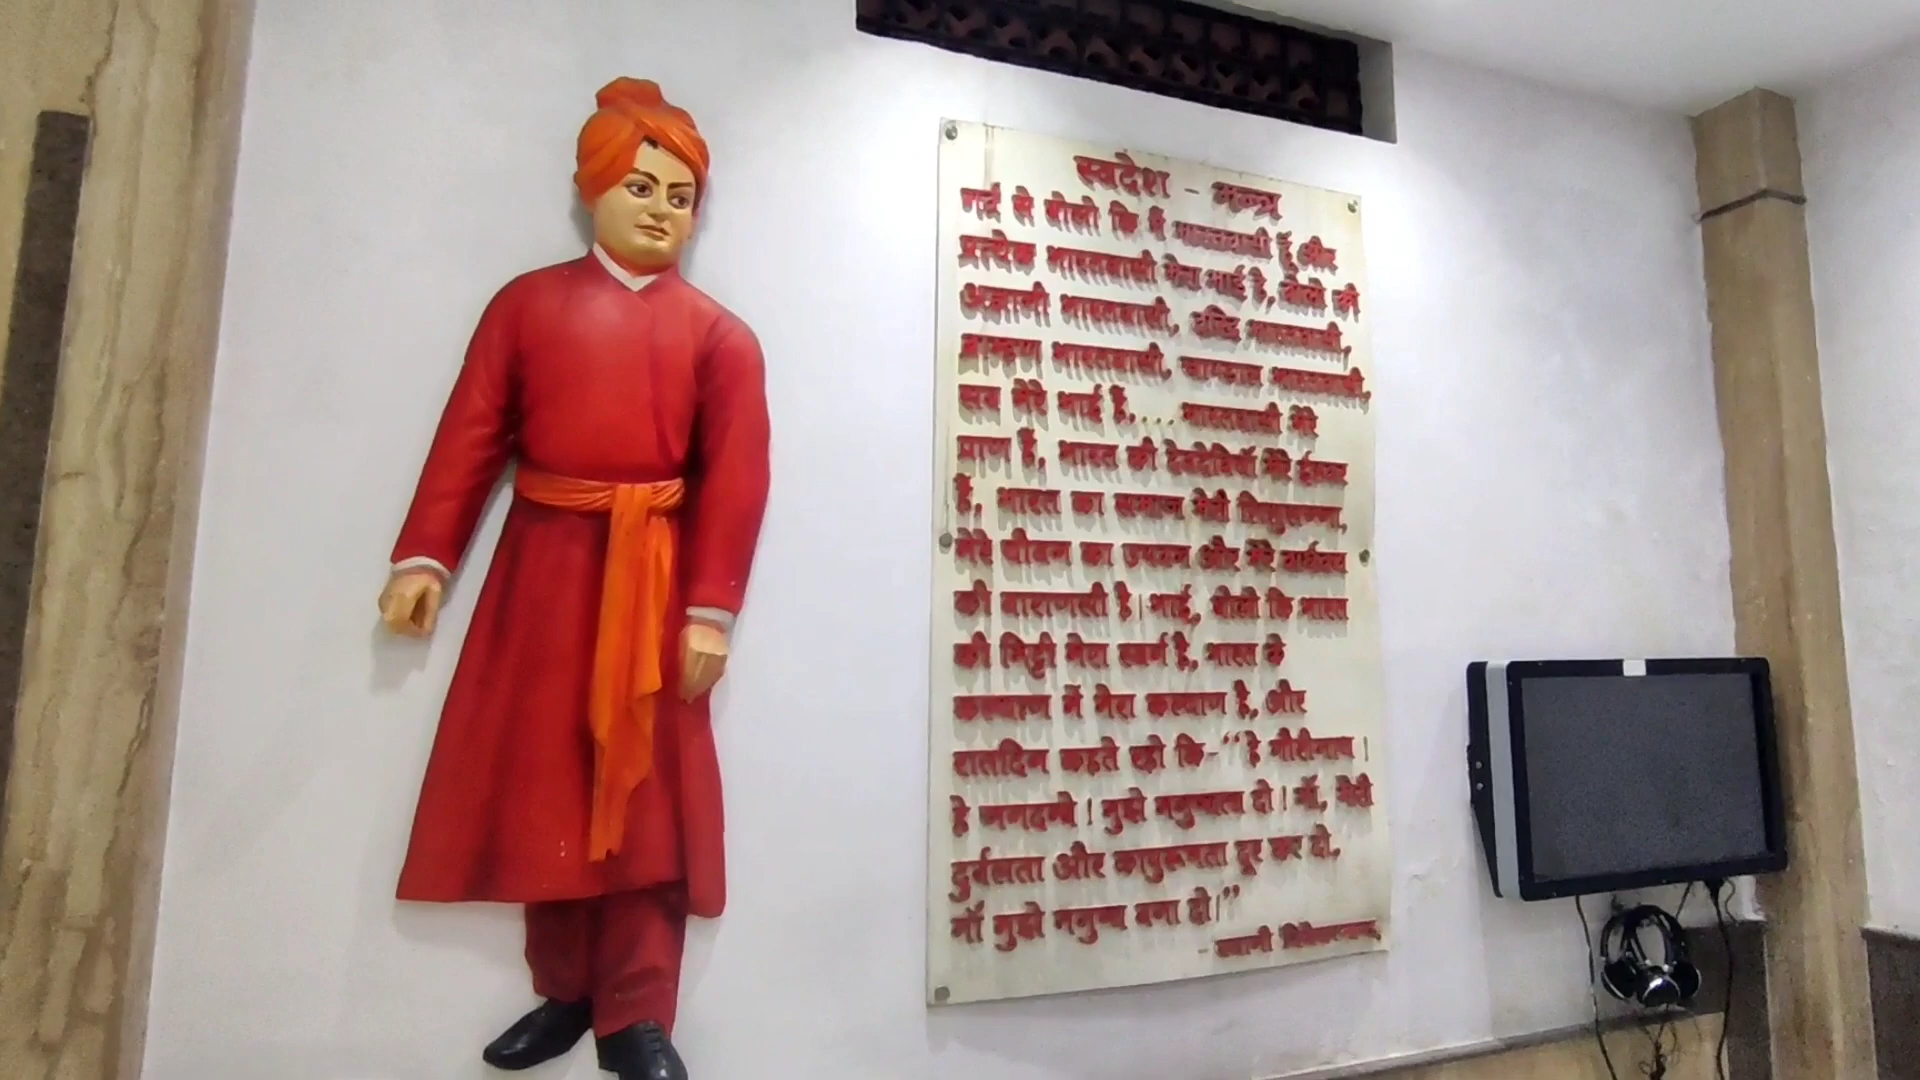 स्वदेश - मन्त्र
गर्व से बोलो कि मैं भारतवासी हूँ और
प्रत्येक भारतवासी मेरा भाई है, बोलो की
अज्ञानी भारतवासी, दरिद्र भारतवासी,
ब्राम्हण भारतवासी, चाण्डाल भारतवासी,
सब मेरे भाई हैं.... भारतवासी मेरे
प्राण हैं, भारत की देवदेवियाँ मेरे ईश्वर
हैं, भारत का समाज मेरी शिशुसज्जा,
मेरे यौवन का उपवन और मेरे वार्धक्य
की वाराणसी है। भाई, बोलो कि भारत
की मिट्टी मेरा स्वर्ग है, भारत के
कल्याण में मेरा कल्याण है, और
रातदिन कहते रहो कि-“हे गौरीनाथ।
हे जगदम्बे। मुझे मनुष्यत्व दो। माँ, मेरी
दुर्बलता और कापुरूषता दूर कर दो,
माँ मुझे मनुष्य बना दो।”
- स्वामी विवेकानन्द